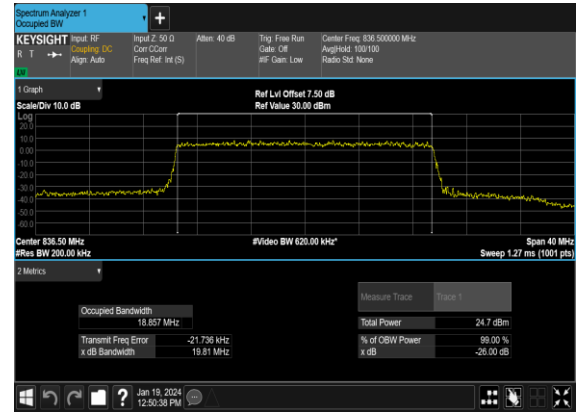 Spectrum Analyzer 1
Occupied BW
+
KEYSIGHT Input: RF Input Z: 50 Ω Atten: 40 dB Trig: Free Run Center Freq: 836.500000 MHz
R T Coupling: DC Corr CCorr Gate: Off Avg|Hold: 100/100
Align: Auto Freq Ref: Int (S) #IF Gain: Low Radio Std: None
LW
1 Graph
Ref Lvl Offset 7.50 dB
Scale/Div 10.0 dB Ref Value 30.00 dBm
Log
20.0
10.0
0.00
-10.0
-20.0
-30.0
-40.0
-50.0
-60.0
Center 836.50 MHz #Video BW 620.00 kHz* Span 40 MHz
#Res BW 200.00 kHz Sweep 1.27 ms (1001 pts)
2 Metrics
Measure Trace Trace 1
Occupied Bandwidth
18.857 MHz Total Power 24.7 dBm
Transmit Freq Error -21.736 kHz % of OBW Power 99.00 %
x dB Bandwidth 19.81 MHz x dB -26.00 dB
? Jan 19, 2024
12:50:38 PM